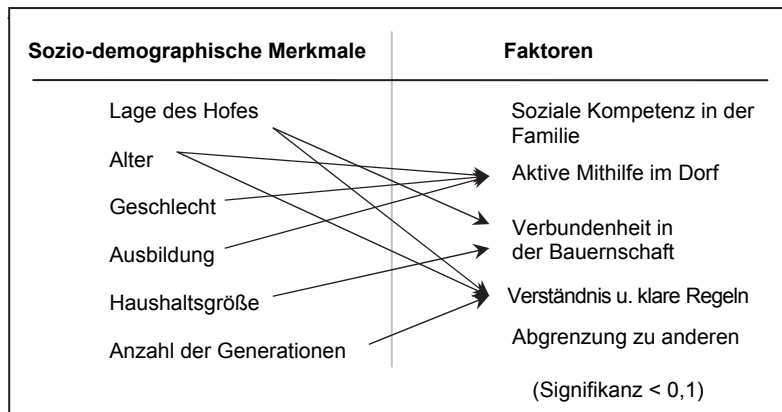 Sozio-demographische Merkmale
Faktoren
Lage des Hofes
Alter
Geschlecht
Ausbildung
Haushaltsgröße
Anzahl der Generationen
Soziale Kompetenz in der
Familie
Aktive Mithilfe im Dorf
Verbundenheit in
der Bauernschaft
Verständnis u. klare Regeln
Abgrenzung zu anderen
(Signifikanz < 0,1)